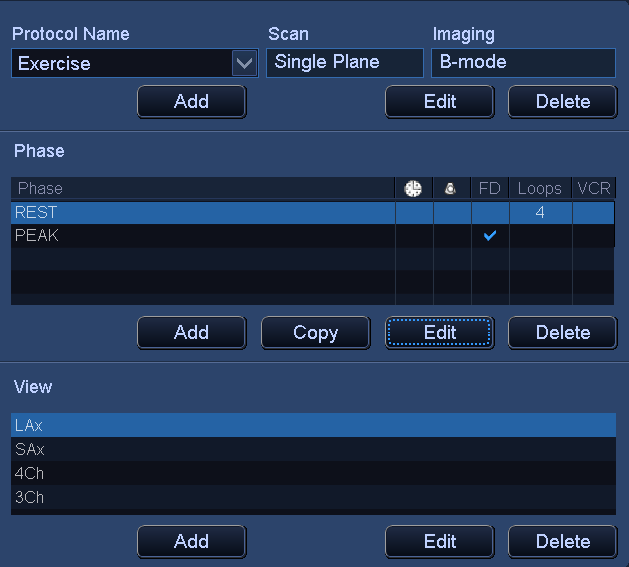 Protocol Name Scan Imaging
Exercise Single Plane B-mode
Add Edit Delete
Phase
Phase FD Loops VCR
REST 4
PEAK
Add Copy Edit Delete
View
LAx
SAx
4Ch
3Ch
Add Edit Delete